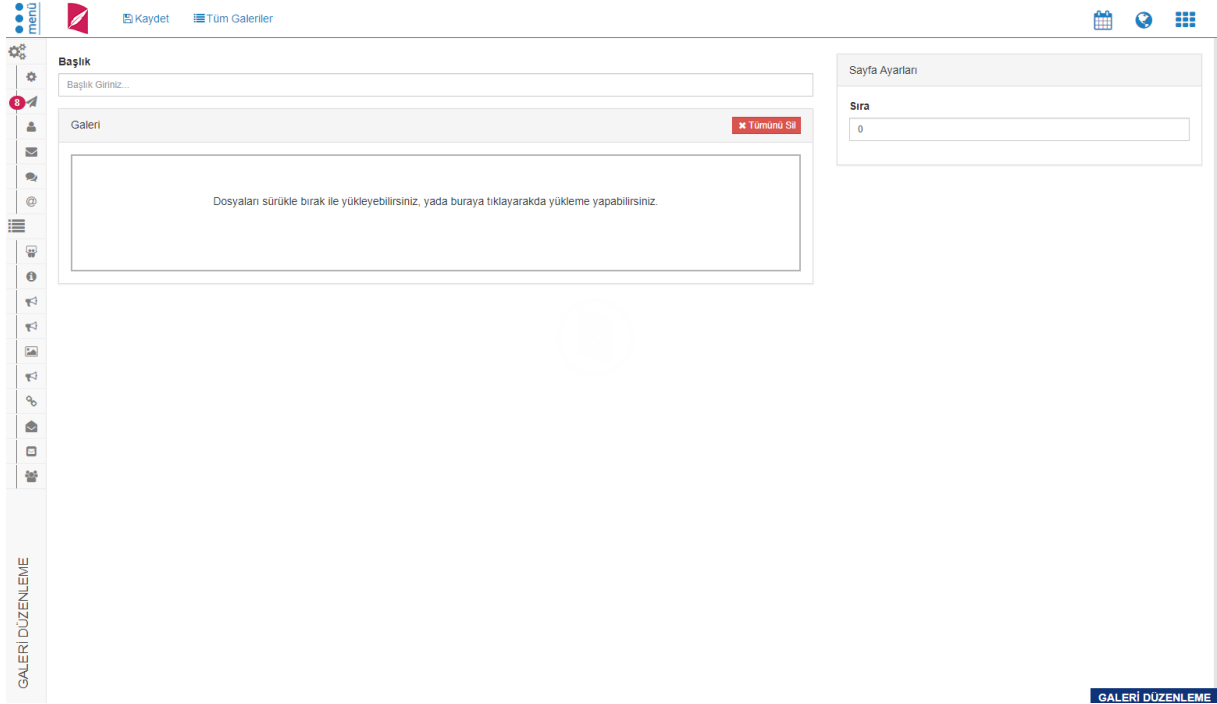 menü
Kaydet
Tüm Galeriler
8
@
Başlık
Başlık Giriniz...
Galeri
Tümünü Sil
Dosyaları sürükle bırak ile yükleyebilirsiniz, yada buraya tıklayarakda yükleme yapabilirsiniz.
Sayfa Ayarları
Sıra
0
GALERİ DÜZENLEME
GALERİ DÜZENLEME